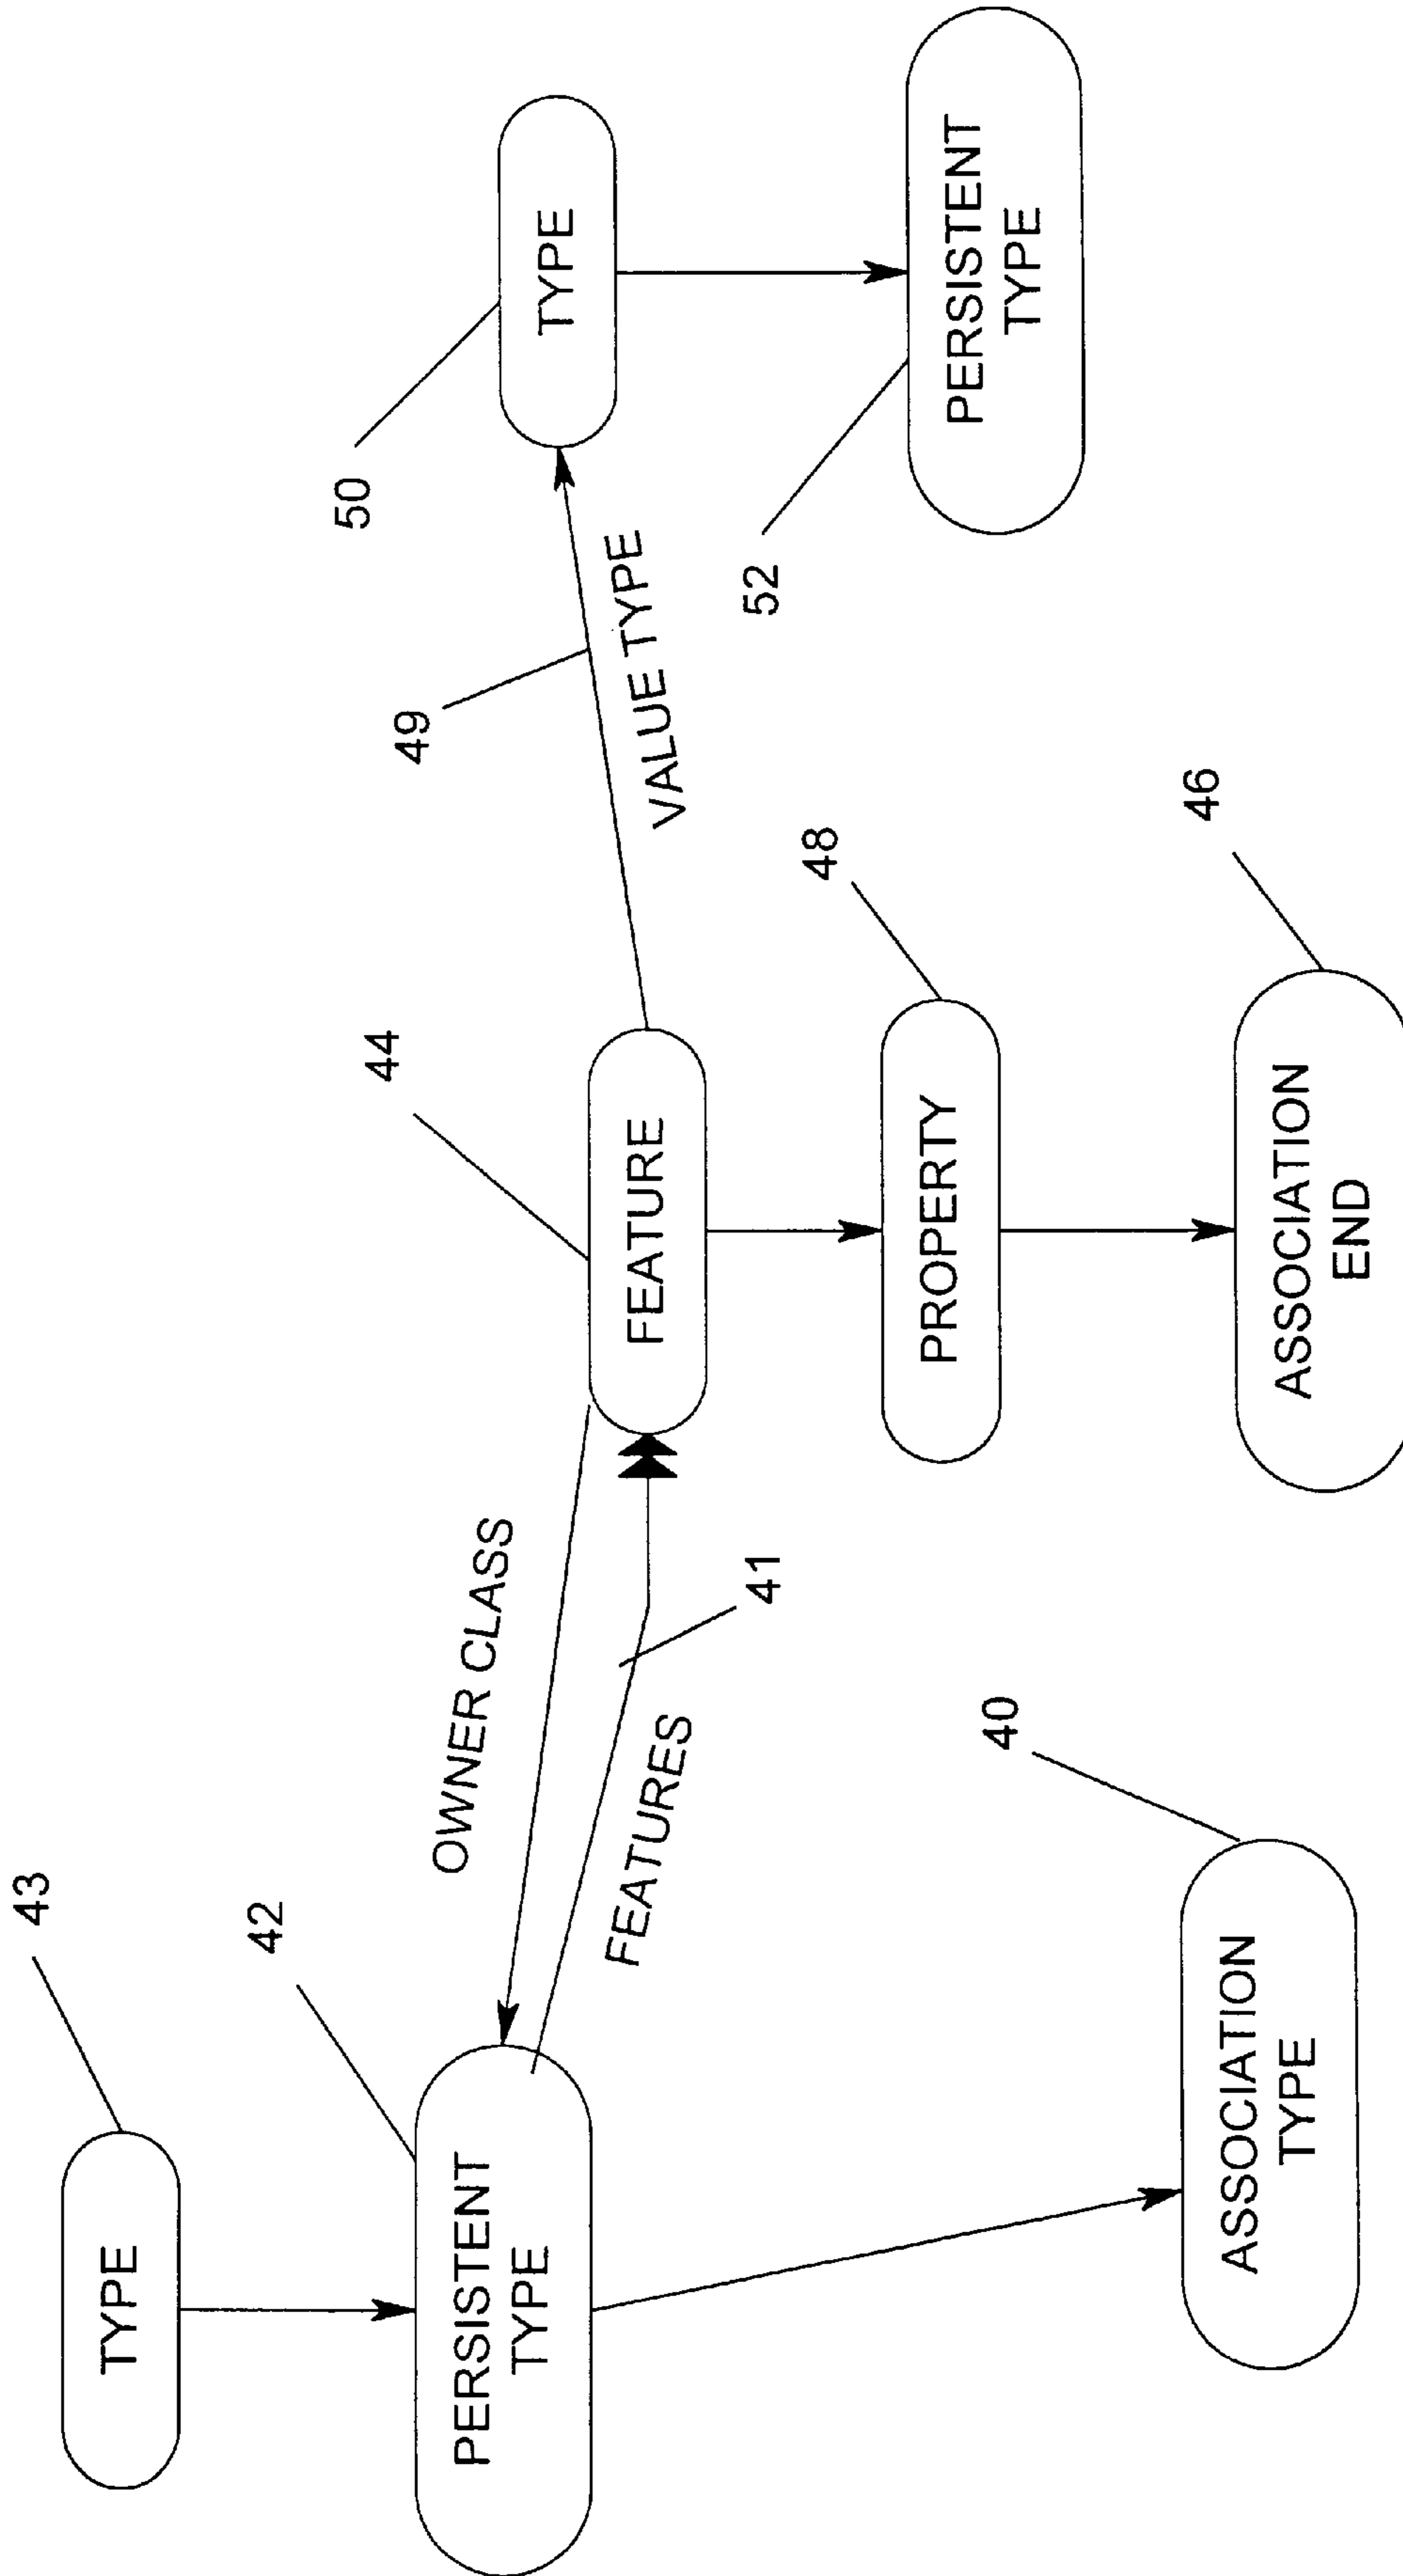 43
TYPE
42
PERSISTENT
TYPE
OWNER CLASS
FEATURES
41
44
FEATURE
49
VALUE TYPE
50
TYPE
48
PROPERTY
52
PERSISTENT
TYPE
40
ASSOCIATION
TYPE
46
ASSOCIATION
END